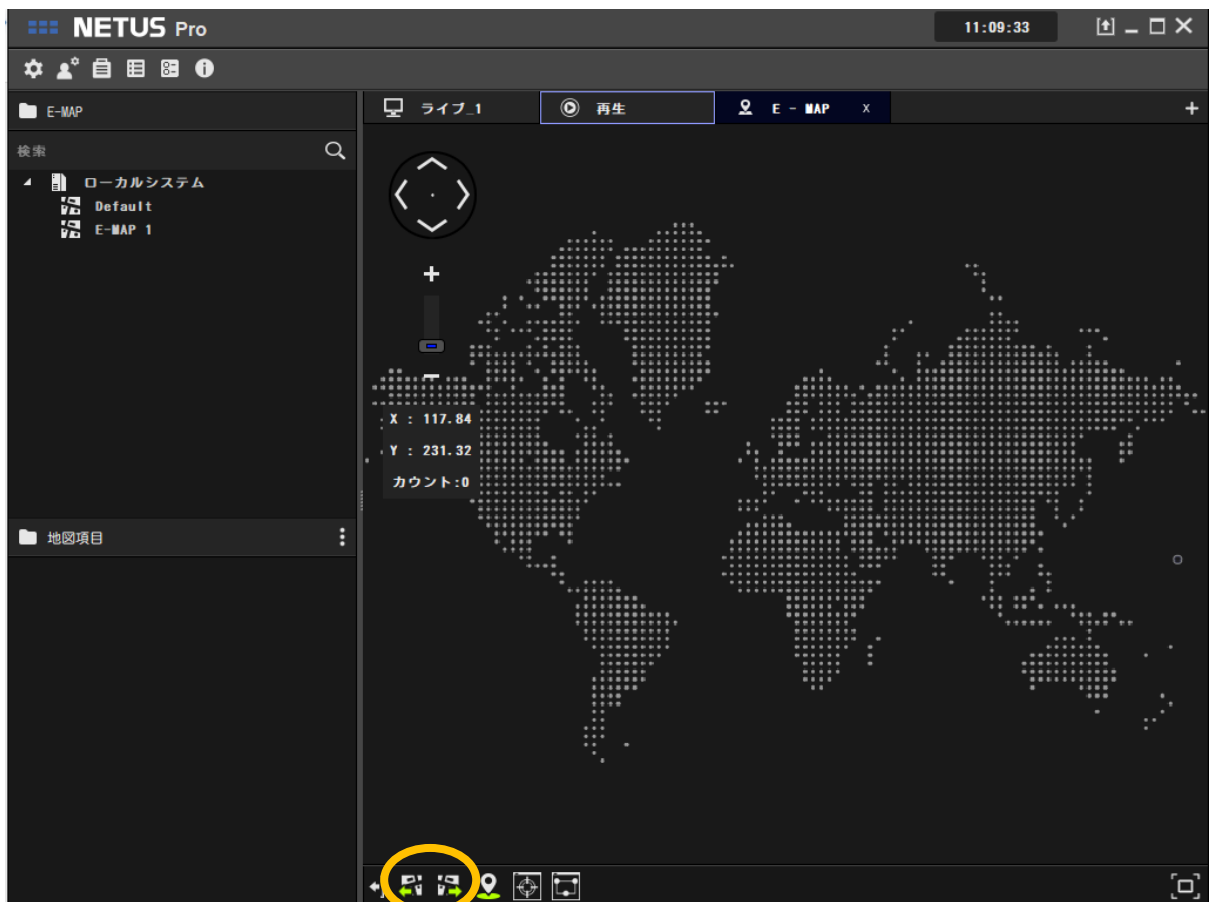 NETUS Pro
11:09:33
E-MAP
ライブ_1
再生
E - MAP
X
検索
ローカルシステム
Default
E-MAP 1
X : 117.84
Y : 231.32
カウント:0
地図項目